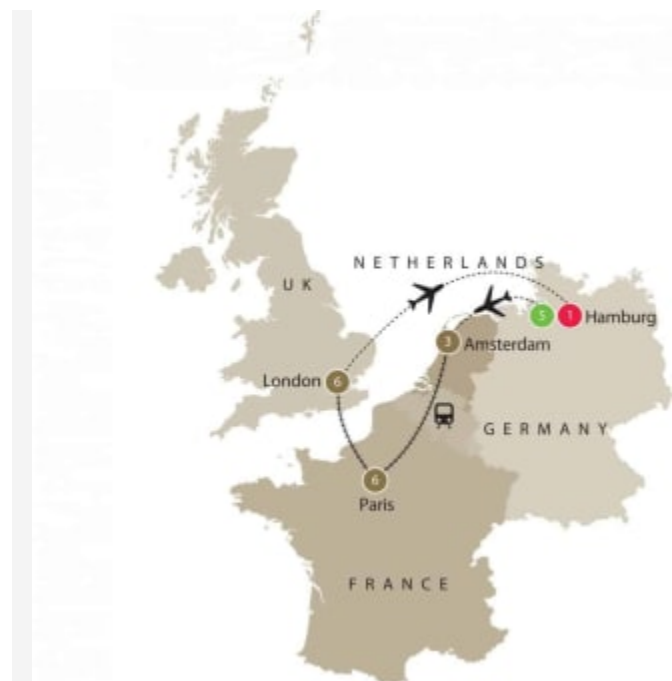 NETHERLANDS
UK
5
1
Hamburg
3
Amsterdam
London
6
GERMANY
6
Paris
FRANCE